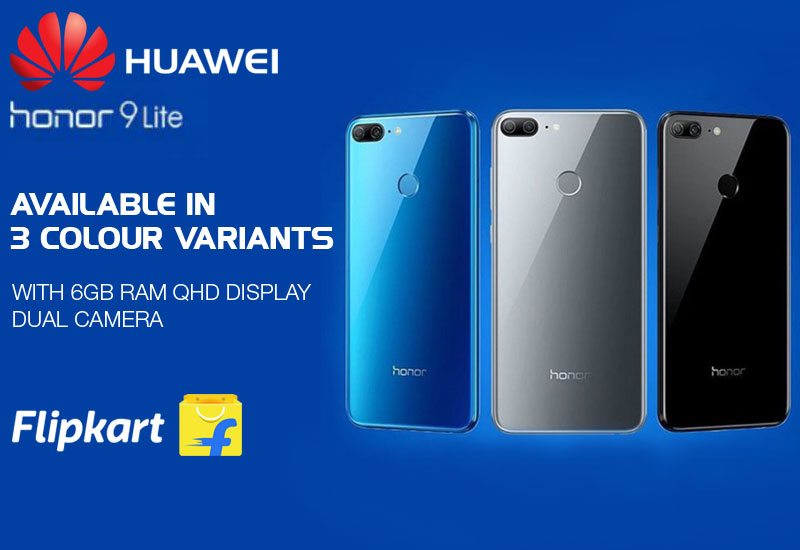 HUAWEI
honor 9 Lite
AVAILABLE IN
3 COLOUR VARIANTS
WITH 6GB RAM QHD DISPLAY
DUAL CAMERA
Flipkart
f
honor
honor
honor